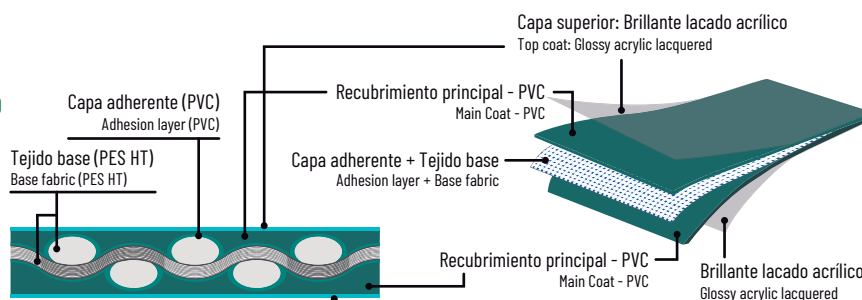 Capa superior: Brillante lacado acrílico
Top coat: Glossy acrylic lacquered
Recubrimiento principal - PVC
Main Coat - PVC
Capa adherente (PVC)
Adhesion layer (PVC)
Tejido base (PES HT)
Base fabric (PES HT)
Capa adherente + Tejido base
Adhesion layer + Base fabric
Recubrimiento principal - PVC
Main Coat - PVC
Brillante lacado acrílico
Glossy acrylic lacquered